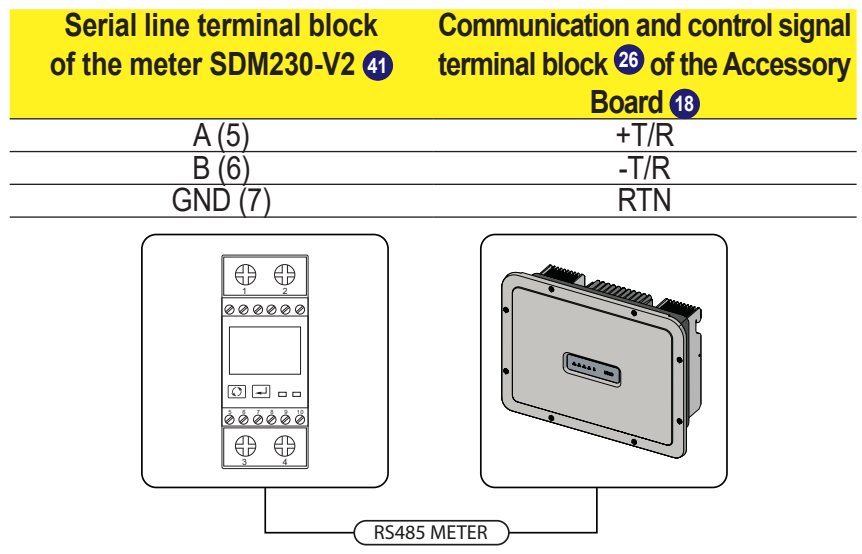 Serial line terminal block
of the meter SDM230-V2 41
Communication and control signal
terminal block 26 of the Accessory
Board 18
A (5) +T/R
B (6) -T/R
GND (7) RTN
1 2
5 6 7 8 9 10
3 4
RS485 METER